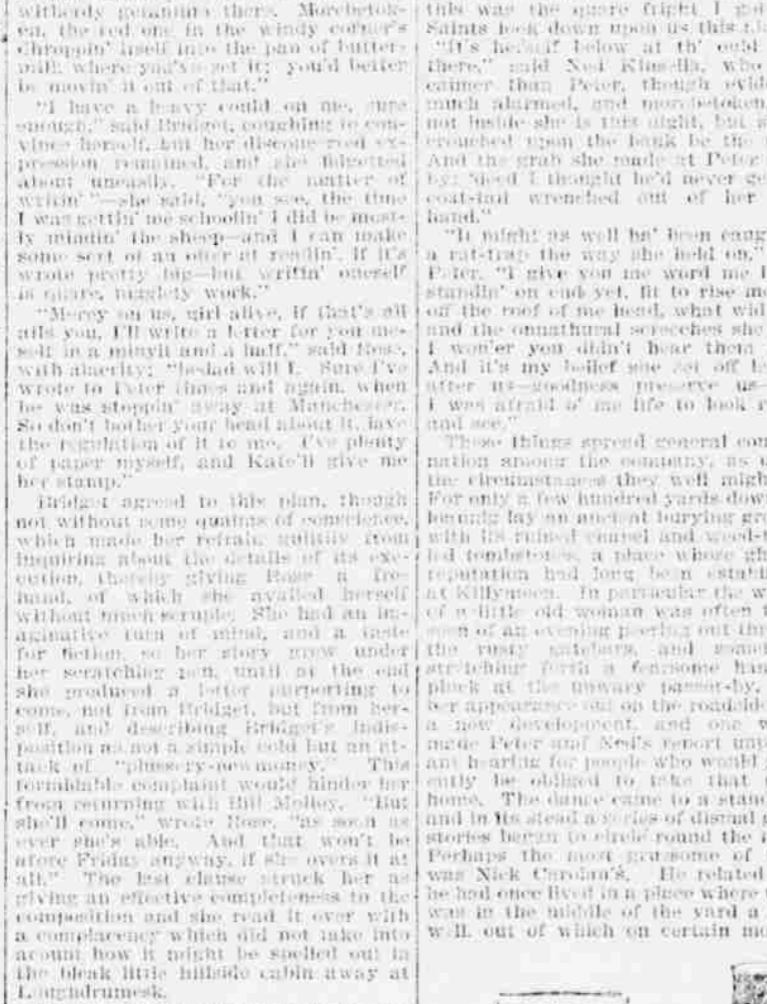 witherdy geraniums there. Morebetok-
en, the red one in the windy corner's
throppin' itself into the pan of butter-
milk where you've set it; you'd better
be movin' it out of that."
"I have a heavy could on me, sure
enough," said Bridget, coughing to con-
vince herself, but her discomposed ex-
pression remained, and she fidgetted
about uneasily. "For the matter of
writin'"—she said, "you see, the time
I was gettin' me schoolin' I did be most-
ly mindin' the sheep—and I can make
some sort of an offer at readin', if it's
wrote pretty big—but writin' oneself
is quare, nigglety work."
"Mercy on us, girl alive, if that's all
ails you, I'll write a letter for you me-
self in a minyit and a half," said Rose,
with alacrity; "bedad will I. Sure I've
wrote to Peter times and again, when
he was stoppin' away at Manchester.
So don't bother your head about it, lave
the regulation of it to me. I've plenty
of paper myself, and Kate'll give me
her stamp."
Bridget agreed to this plan, though
not without some qualms of conscience,
which made her refrain guiltily from
inquiring about the details of its exe-
cution, thereby giving Rose a free
hand, of which she availed herself
without much scruple. She had an im-
aginative turn of mind, and a taste
for fiction, so her story grew under
her scratching pen, until at the end
she produced a letter purporting to
come, not from Bridget, but from her-
self, and describing Bridget's indis-
position as not a simple cold but an at-
tack of "plussery-newmoney." This
formidable complaint would hinder her
from returning with Bill Molloy. "But
she'll come," wrote Rose, "as soon as
ever she's able. And that won't be
afore Friday anyway, if she overs it at
all." The last clause struck her as
giving an effective completeness to the
composition and she read it over with
a complacency which did not take into
acount how it might be spelled out in
the bleak little hillside cabin away at
Loughdrumesk.
this was the quare fright I got
Saints look down upon us this
"It's herself below at th' ould
there," said Ned Kinsella, who
calmer than Peter, though evid
much alarmed, and morebetoken,
not inside she is this night, but s
crouched upon the bank be the
And the grab she made at Peter
by; 'deed I thought he'd never ge
coat-tail wrenched out of her
hand."
"It might as well ha' been caug
a rat-trap the way she held on,"
Peter. "I give you me word me
standin' on end yet, fit to rise me
off the roof of me head, what wid
and the onnathural screeches she
I won'er you didn't hear them
And it's my belief she set off
after us—goodness preserve us—
I was afraid o' me life to look r
and see."
These things spread general con
nation among the company, as
the circumstances they well migh
For only a few hundred yards dow
lay an ancient burying gro
with its ruined chapel and weed-
led tombstones, a place whose gh
reputation had long been establi
at Killymeen. In particular the w
of a little old woman was often
seen of an evening peering out thr
the rusty gatebars, and some
stretching forth a fearsome han
pluck at the unwary passer-by.
her appearance out on the roadside
a new development, and one w
made Peter and Ned's report
ant hearing for people who would
ently be obliged to take that
home. The dance came to a stand
and in its stead a series of dismal
stories began to circle round the
Perhaps the most gruesome of
was Nick Carolan's. He related
he had once lived in a place where
was in the middle of the yard a
well, out of which on certain mo